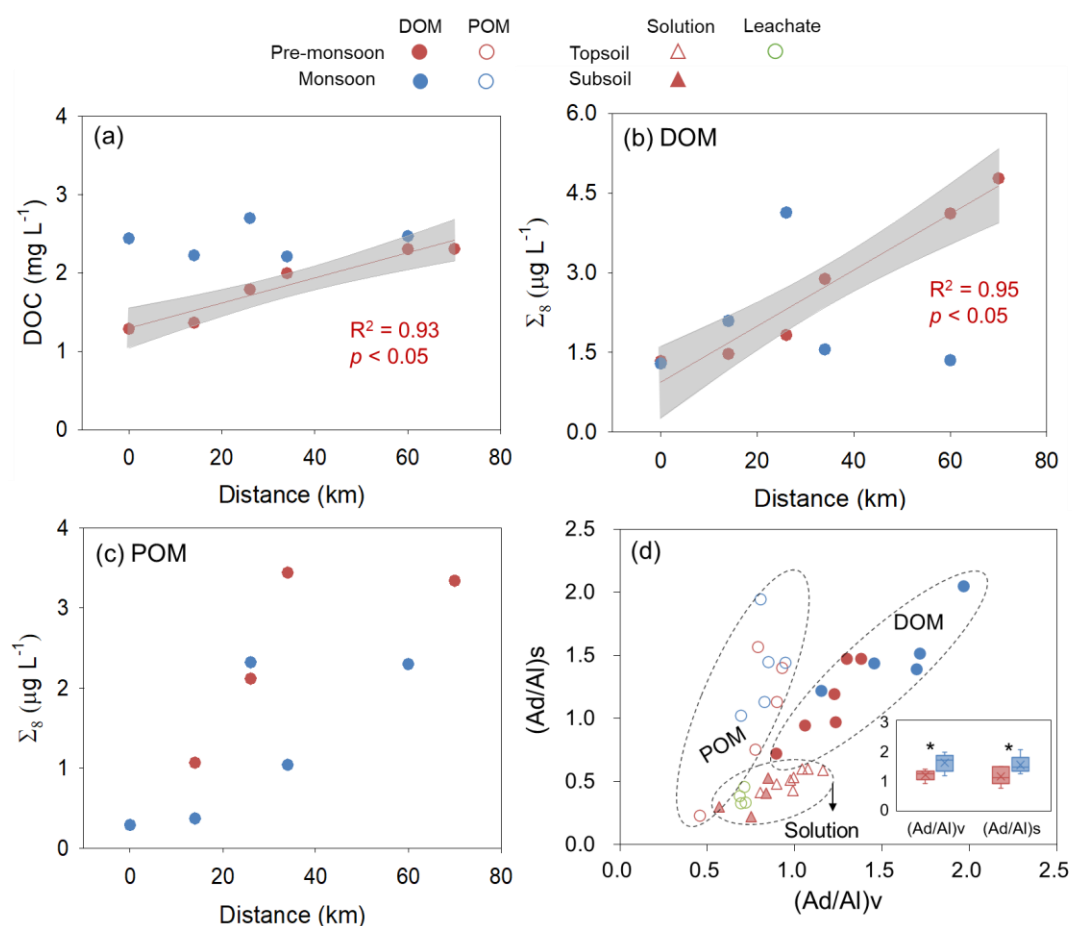 DOM POM
Pre-monsoon
Monsoon
Solution Leachate
Topsoil
Subsoil
(a)
4
3
2
1
0
DOC (mg L⁻¹)
R² = 0.93
p < 0.05
0 20 40 60 80
Distance (km)
(b) DOM
6.0
4.5
3.0
1.5
0.0
Σ₈ (µg L⁻¹)
R² = 0.95
p < 0.05
0 20 40 60 80
Distance (km)
(c) POM
4
3
2
1
0
Σ₈ (µg L⁻¹)
0 20 40 60 80
Distance (km)
(d)
2.5
2.0
1.5
1.0
0.5
0.0
(Ad/Al)s
DOM
POM
Solution
3
2
1
0
* *
(Ad/Al)v (Ad/Al)s
0.0 0.5 1.0 1.5 2.0 2.5
(Ad/Al)v